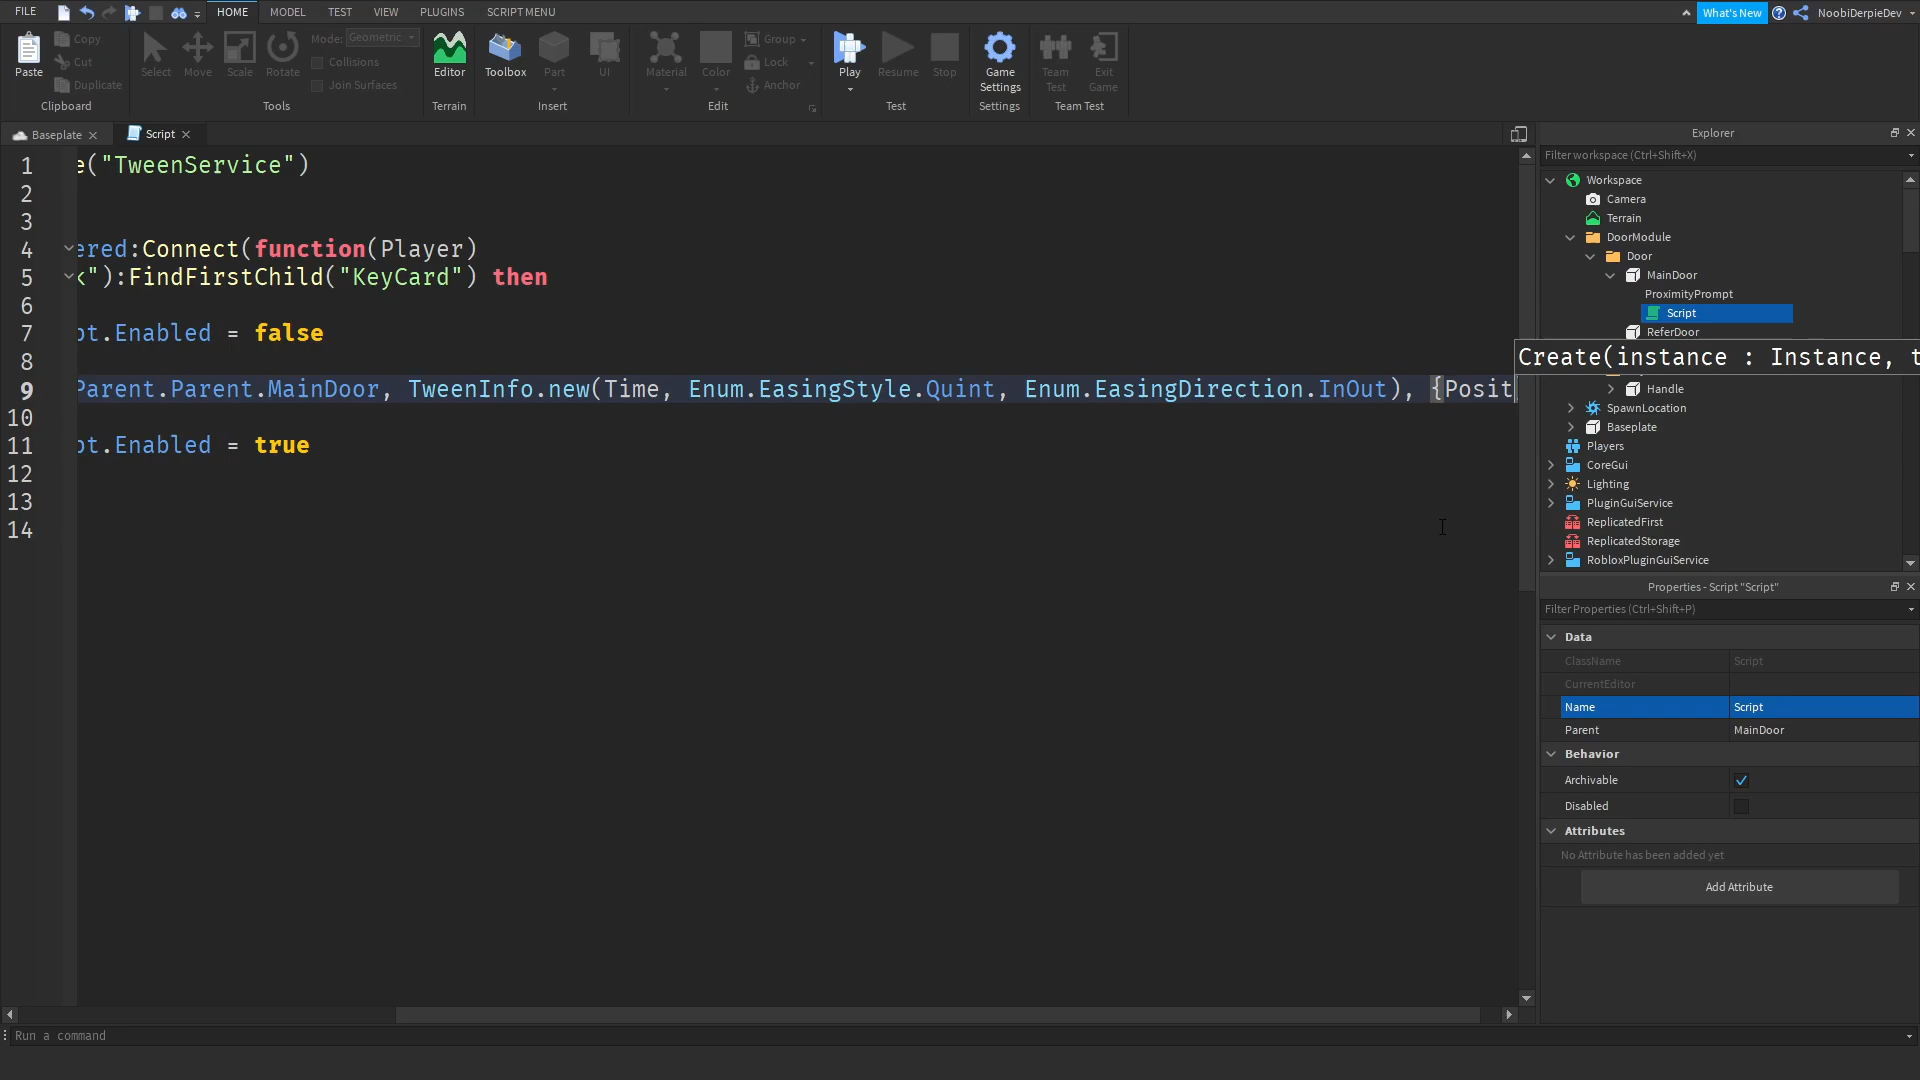 FILE HOME MODEL TEST VIEW PLUGINS SCRIPT MENU What's New NoobiDerpieDev
Paste Copy Cut Duplicate Clipboard
Select Move Scale Rotate Mode: Geometric Collisions Join Surfaces Tools
Editor Terrain
Toolbox Part UI Insert
Material Color Group Lock Anchor Edit
Play Resume Stop Test
Game Settings Settings
Team Test Exit Game Team Test
Baseplate Script
1 e("TweenService")
2
3
4 ered:Connect(function(Player)
5 k"):FindFirstChild("KeyCard") then
6
7 pt.Enabled = false
8
9 Parent.Parent.MainDoor, TweenInfo.new(Time, Enum.EasingStyle.Quint, Enum.EasingDirection.InOut), {Posit
10
11 pt.Enabled = true
12
13
14
Create(instance : Instance, t
Run a command
Explorer
Filter workspace (Ctrl+Shift+X)
Workspace
Camera
Terrain
DoorModule
Door
MainDoor
ProximityPrompt
Script
ReferDoor
Handle
SpawnLocation
Baseplate
Players
CoreGui
Lighting
PluginGuiService
ReplicatedFirst
ReplicatedStorage
RobloxPluginGuiService
Properties - Script "Script"
Filter Properties (Ctrl+Shift+P)
Data
ClassName Script
CurrentEditor
Name Script
Parent MainDoor
Behavior
Archivable
Disabled
Attributes
No Attribute has been added yet
Add Attribute